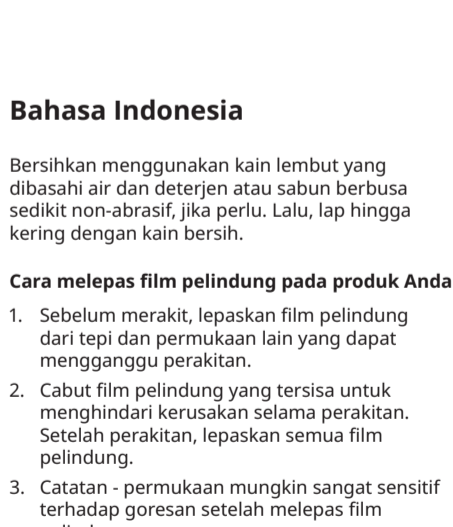 Bahasa Indonesia
Bersihkan menggunakan kain lembut yang
dibasahi air dan deterjen atau sabun berbusa
sedikit non-abrasif, jika perlu. Lalu, lap hingga
kering dengan kain bersih.
Cara melepas film pelindung pada produk Anda
1. Sebelum merakit, lepaskan film pelindung
dari tepi dan permukaan lain yang dapat
mengganggu perakitan.
2. Cabut film pelindung yang tersisa untuk
menghindari kerusakan selama perakitan.
Setelah perakitan, lepaskan semua film
pelindung.
3. Catatan - permukaan mungkin sangat sensitif
terhadap goresan setelah melepas film